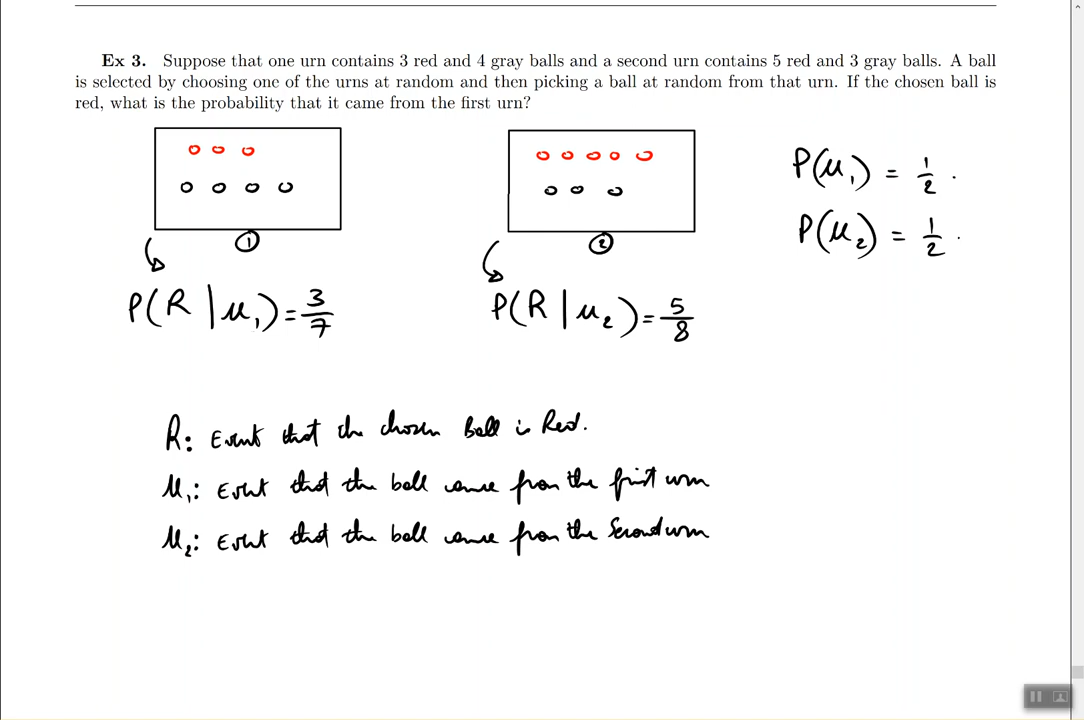 Ex 3. Suppose that one urn contains 3 red and 4 gray balls and a second urn contains 5 red and 3 gray balls. A ball
is selected by choosing one of the urns at random and then picking a ball at random from that urn. If the chosen ball is
red, what is the probability that it came from the first urn?
P(u₁) = 1/2 .
P(u₂) = 1/2 .
① ②
P(R | u₁) = 3/7 P(R | u₂) = 5/8
R: Event that the chosen Ball is Red.
u₁: Event that the ball came from the first urn
u₂: Event that the ball came from the Second urn